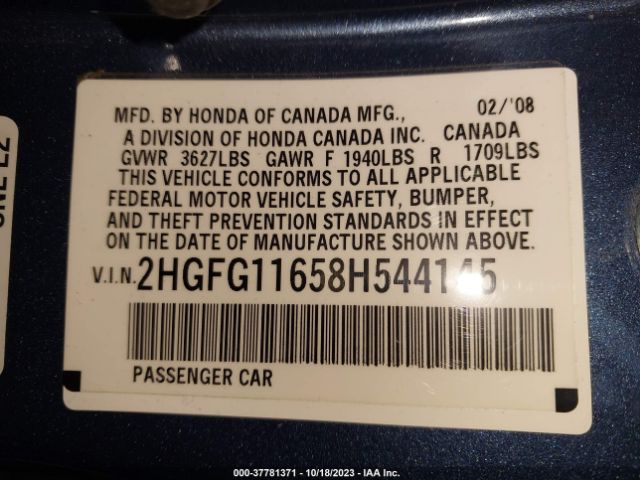 MFD. BY HONDA OF CANADA MFG., 02/'08
A DIVISION OF HONDA CANADA INC. CANADA
GVWR 3627LBS GAWR F 1940LBS R 1709LBS
THIS VEHICLE CONFORMS TO ALL APPLICABLE
FEDERAL MOTOR VEHICLE SAFETY, BUMPER,
AND THEFT PREVENTION STANDARDS IN EFFECT
ON THE DATE OF MANUFACTURE SHOWN ABOVE.
V.I.N. 2HGFG11658H544145
PASSENGER CAR
000-37781371 | 10/18/2023 | IAA Inc.